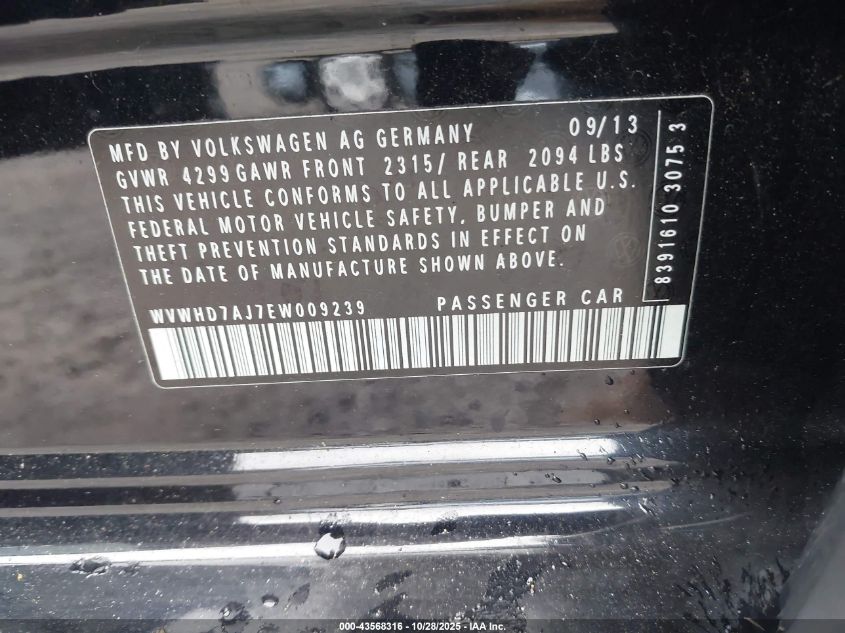 MFD BY VOLKSWAGEN AG GERMANY 09/13
GVWR 4299 GAWR FRONT 2315/ REAR 2094 LBS
THIS VEHICLE CONFORMS TO ALL APPLICABLE U.S.
FEDERAL MOTOR VEHICLE SAFETY, BUMPER AND
THEFT PREVENTION STANDARDS IN EFFECT ON
THE DATE OF MANUFACTURE SHOWN ABOVE.
WVWHD7AJ7EW009239 PASSENGER CAR
8391610 3075 3
000-43568316 - 10/28/2025 - IAA Inc.